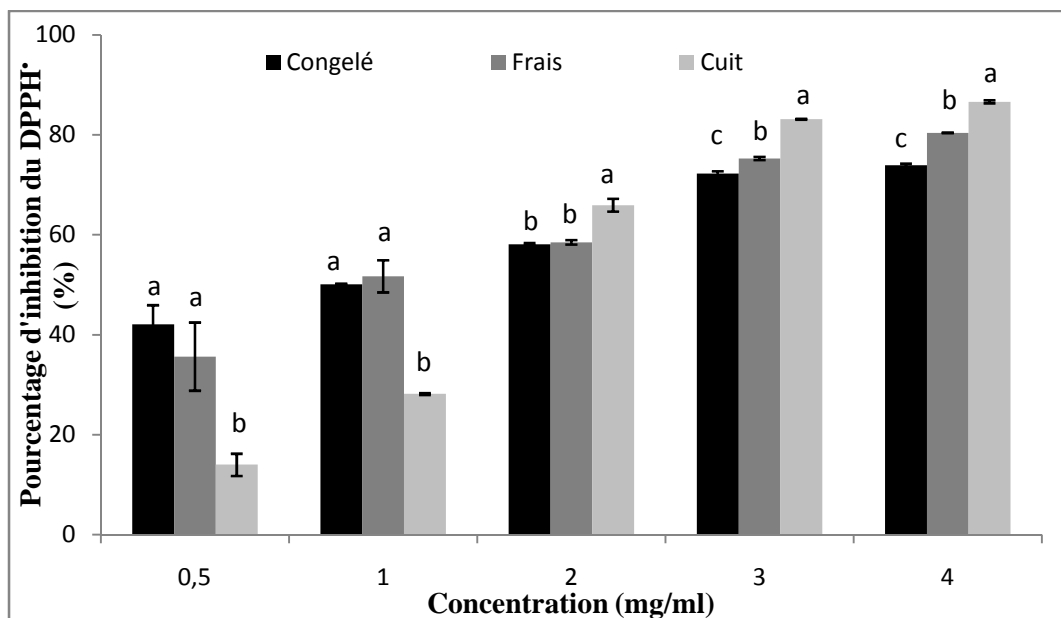 100
80
60
40
20
0
Pourcentage d'inhibition du DPPH•
(%)
Congelé Frais Cuit
a a b
a a b
b b a
c b a
c b a
0,5 1 2 3 4
Concentration (mg/ml)